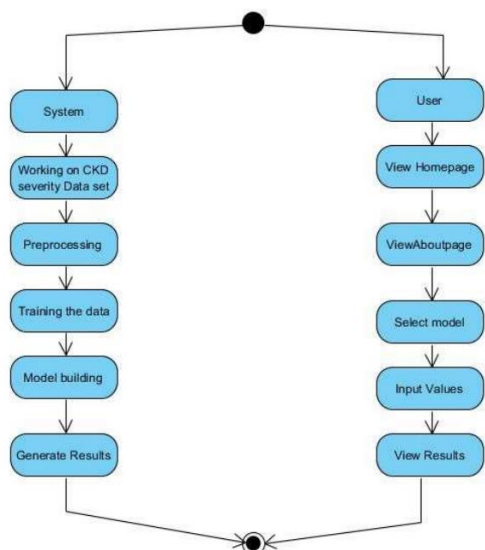 System
Working on CKD
severity Data set
Preprocessing
Training the data
Model building
Generate Results
User
View Homepage
ViewAboutpage
Select model
Input Values
View Results